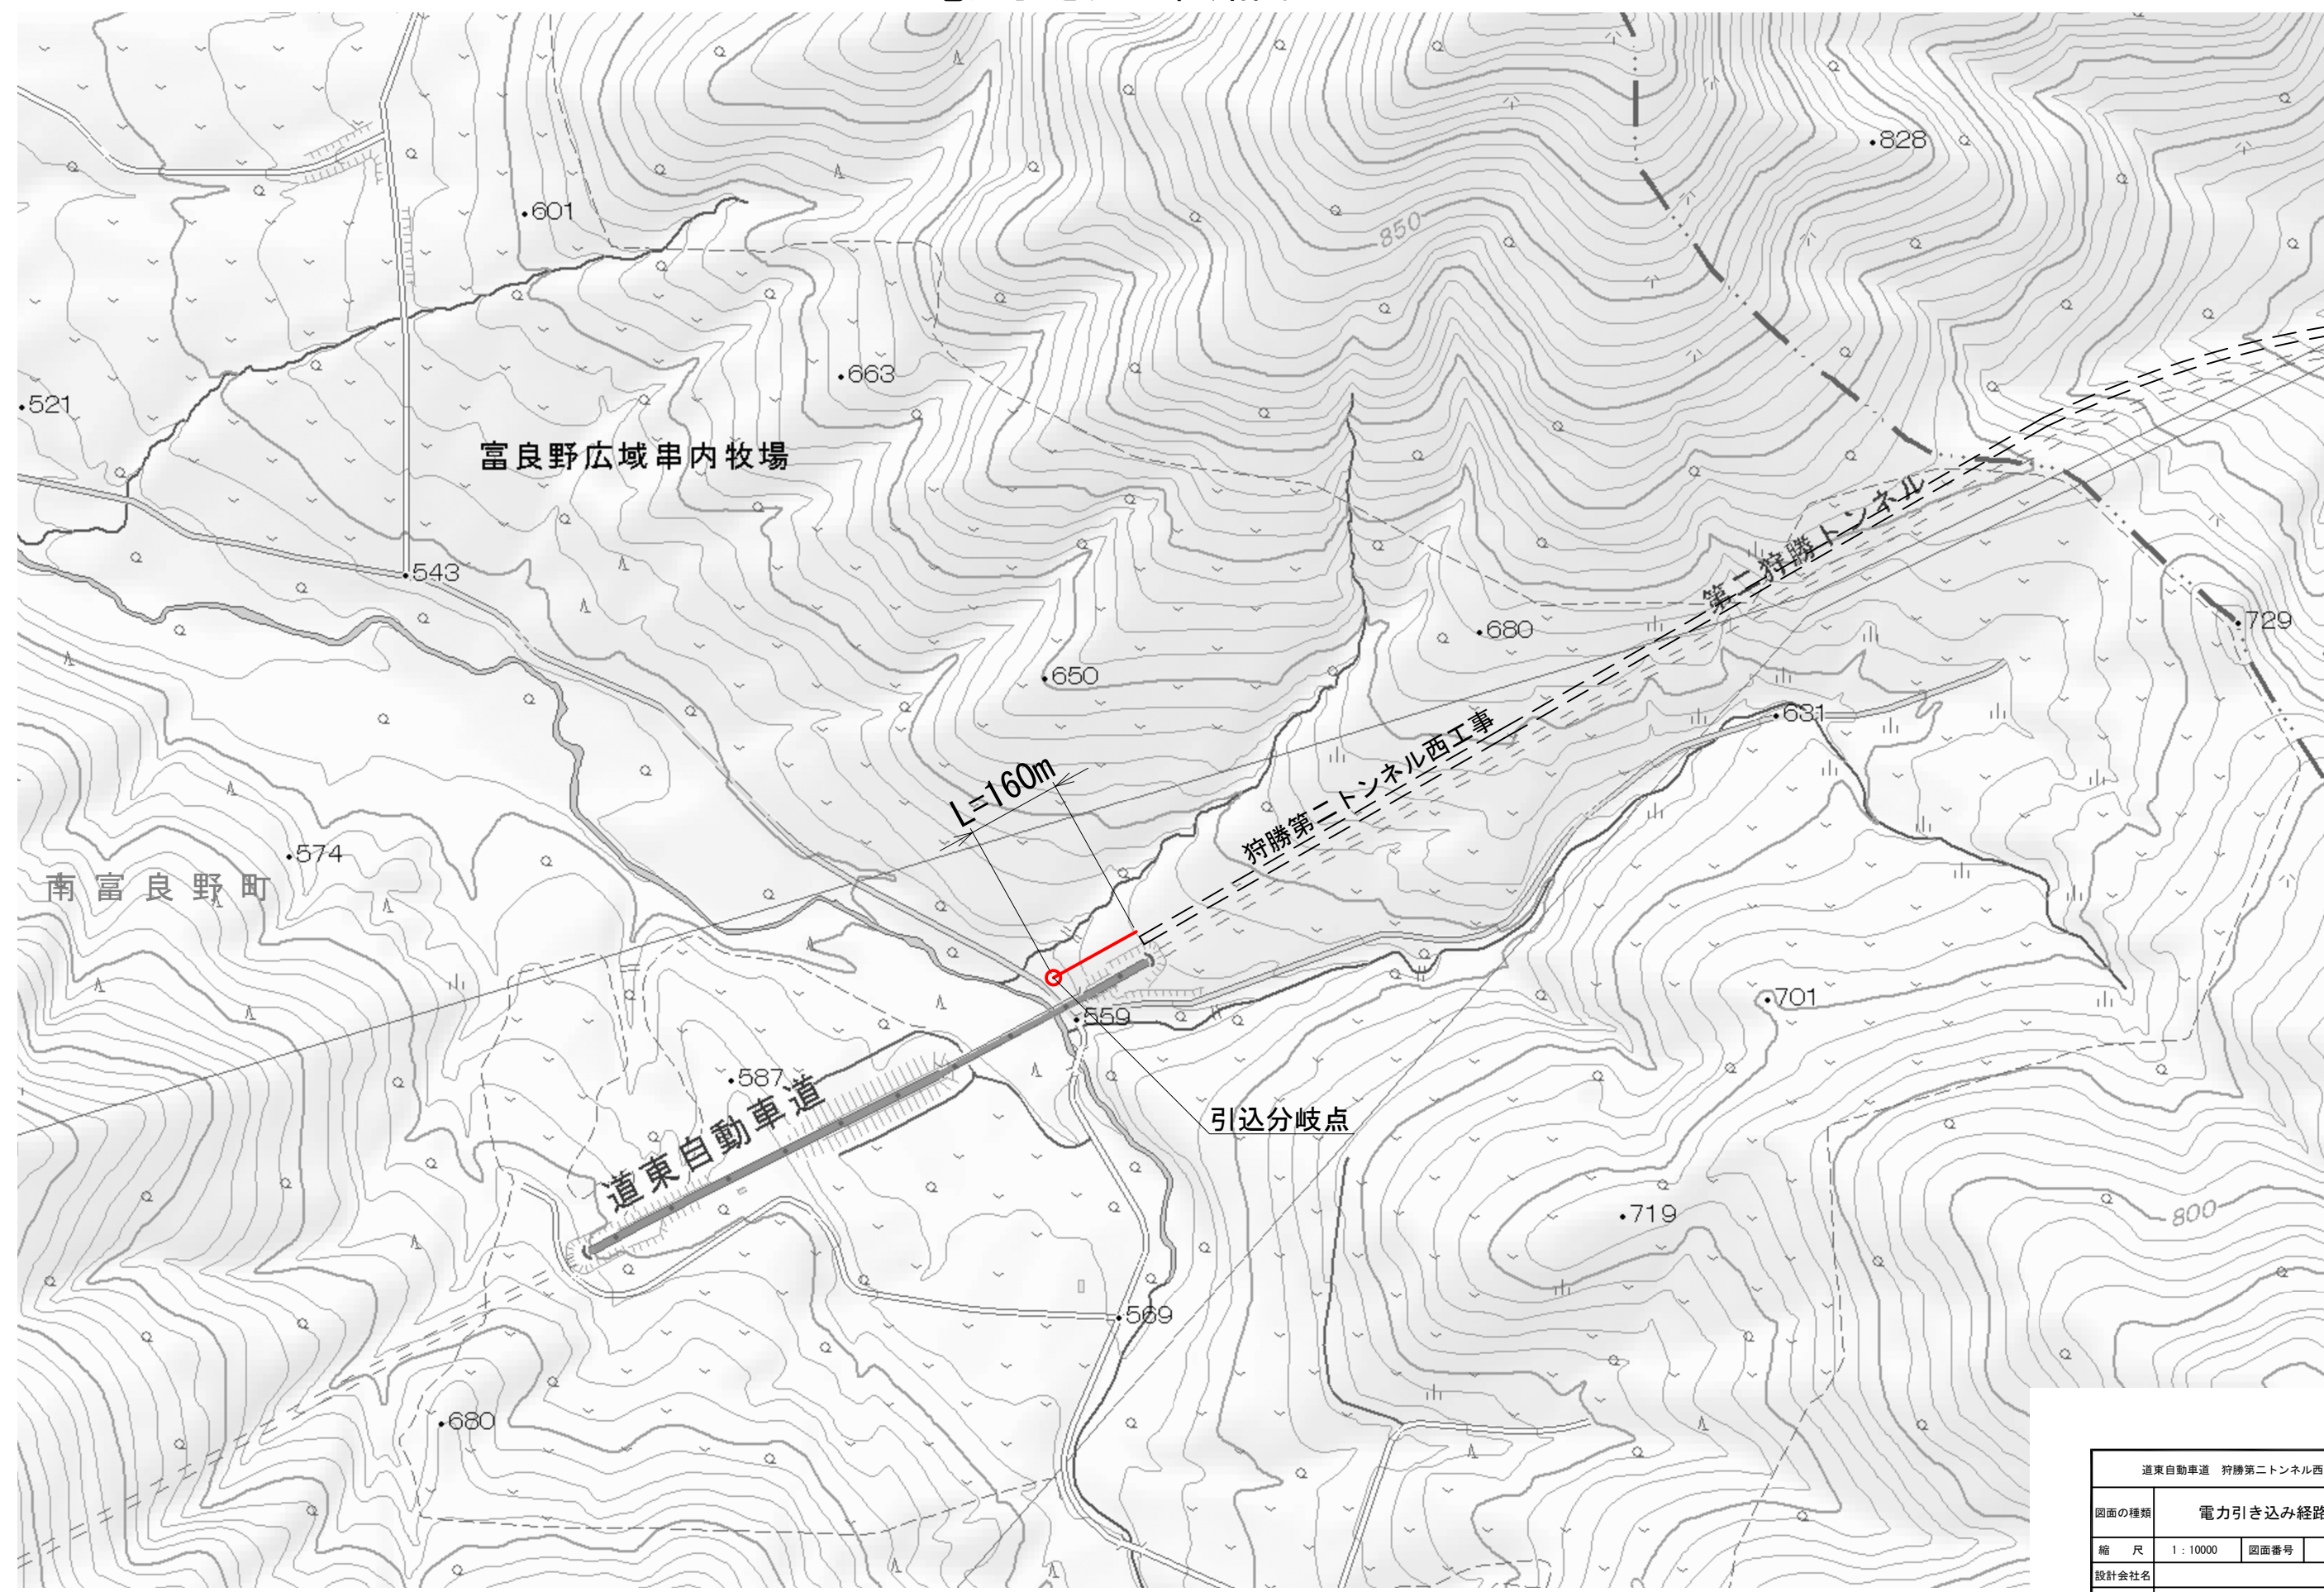 828
601
850
663
521
富良野広域串内牧場
第二狩勝トンネル
543
680
729
650
631
狩勝第二トンネル西工事
L=160m
574
南富良野町
701
559
587
引込分岐点
道東自動車道
719
800
569
680
道東自動車道 狩勝第二トンネル西
図面の種類 電力引き込み経路
縮 尺 1:10000 図面番号
設計会社名